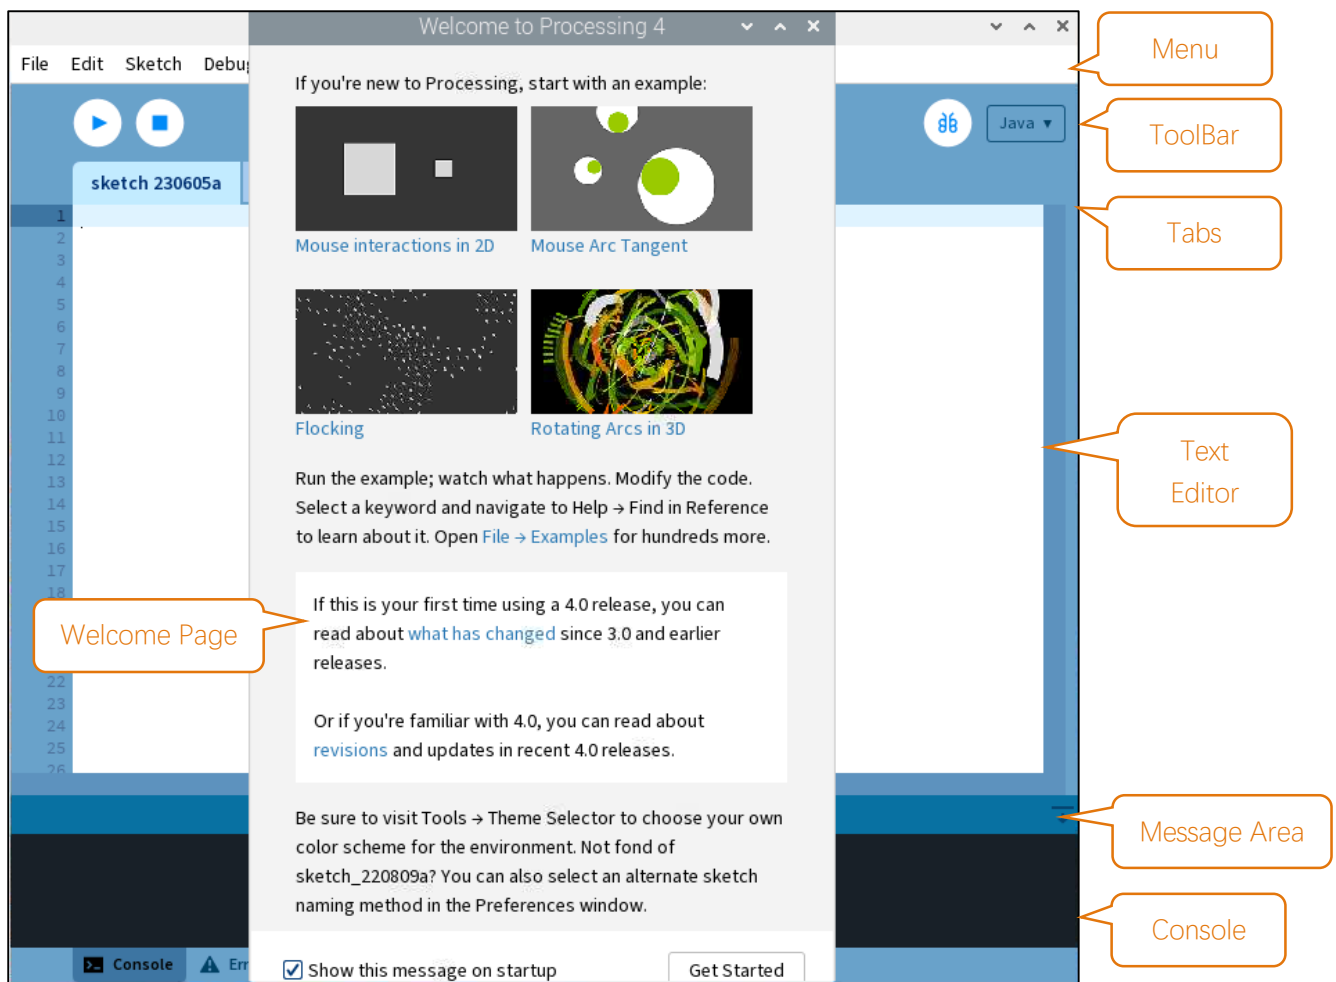 Welcome to Processing 4
File Edit Sketch Debug
Menu
If you're new to Processing, start with an example:
Java
ToolBar
sketch 230605a
Tabs
Mouse interactions in 2D
Mouse Arc Tangent
Flocking
Rotating Arcs in 3D
Text
Editor
Run the example; watch what happens. Modify the code.
Select a keyword and navigate to Help → Find in Reference
to learn about it. Open File → Examples for hundreds more.
If this is your first time using a 4.0 release, you can
read about what has changed since 3.0 and earlier
releases.
Welcome Page
Or if you're familiar with 4.0, you can read about
revisions and updates in recent 4.0 releases.
Be sure to visit Tools → Theme Selector to choose your own
color scheme for the environment. Not fond of
sketch_220809a? You can also select an alternate sketch
naming method in the Preferences window.
Message Area
Console
Console
Err
Show this message on startup
Get Started
1
2
3
4
5
6
7
8
9
10
11
12
13
14
15
16
17
18
22
23
24
25
26